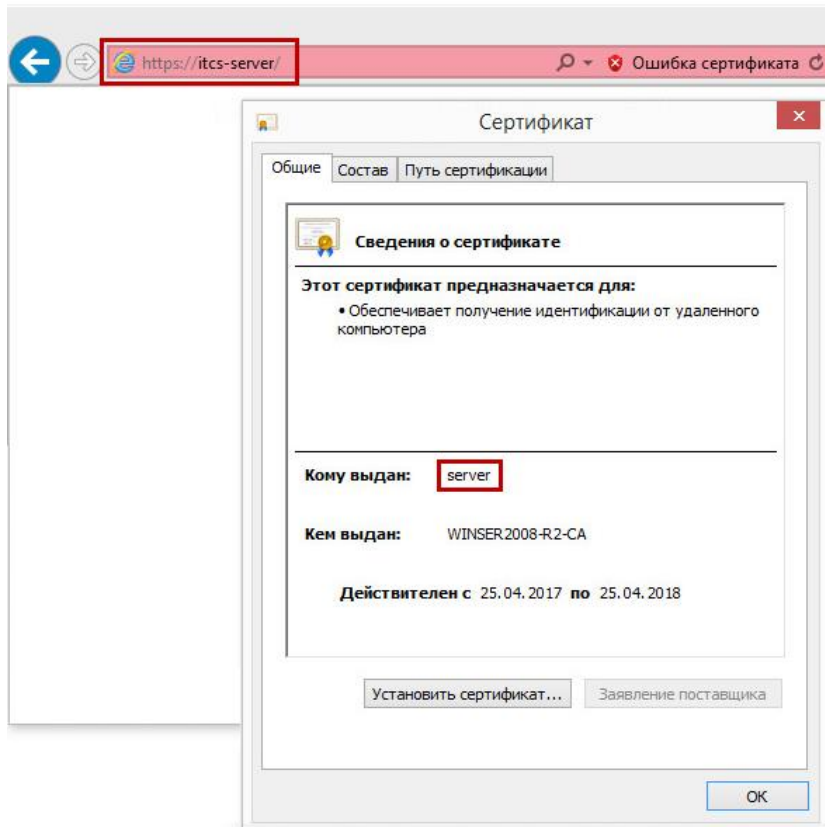 https://itcs-server/
Ошибка сертификата
Сертификат
Общие Состав Путь сертификации
Сведения о сертификате
Этот сертификат предназначается для:
• Обеспечивает получение идентификации от удаленного
компьютера
Кому выдан: server
Кем выдан: WINSER2008-R2-CA
Действителен с 25.04.2017 по 25.04.2018
Установить сертификат... Заявление поставщика
ОК